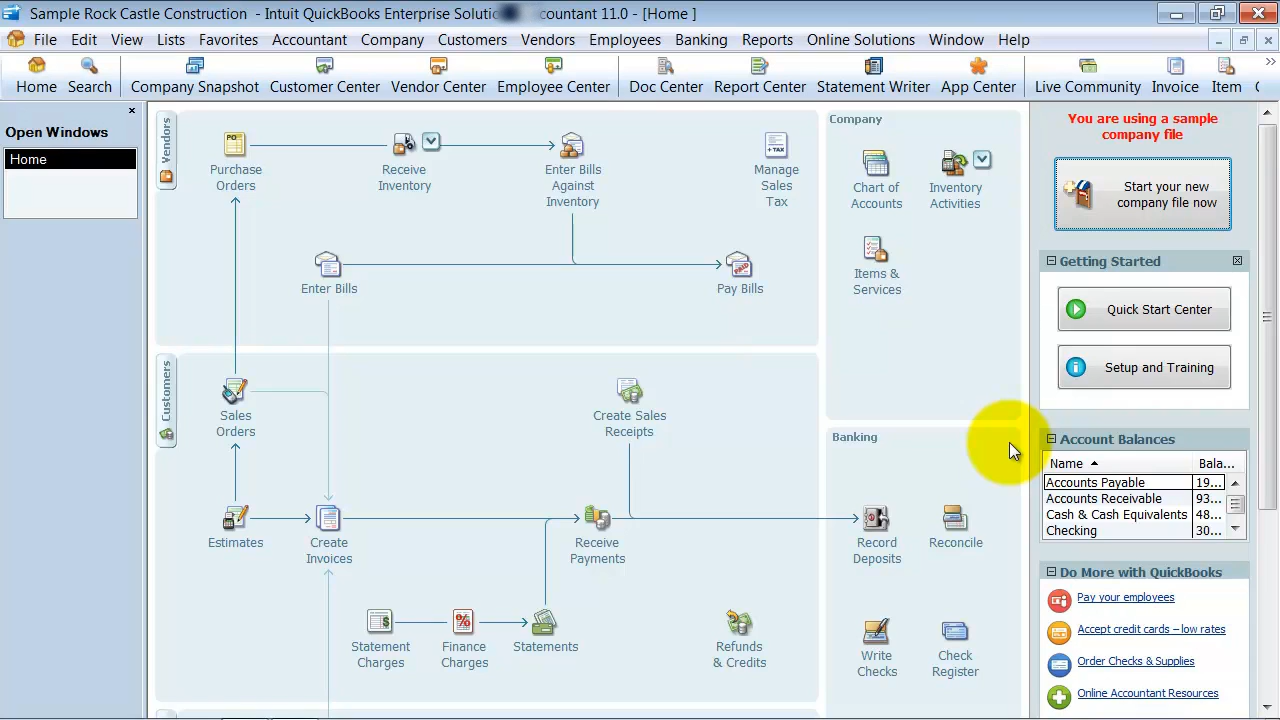 Sample Rock Castle Construction - Intuit QuickBooks Enterprise Accountant 11.0 - [Home ]
File Edit View Lists Favorites Accountant Company Customers Vendors Employees Banking Reports Online Solutions Window Help
Home Search Company Snapshot Customer Center Vendor Center Employee Center Doc Center Report Center Statement Writer App Center Live Community Invoice Item
Open Windows
Home
Vendors
Purchase
Orders
Receive
Inventory
Enter Bills
Against
Inventory
Manage
Sales
Tax
PO
+ TAX
Enter Bills
Pay Bills
PAID
Customers
Sales
Orders
Create Sales
Receipts
Estimates
Create
Invoices
Receive
Payments
Statement
Charges
Finance
Charges
Statements
Refunds
& Credits
Company
Chart of
Accounts
Inventory
Activities
Items &
Services
Banking
Record
Deposits
Reconcile
Write
Checks
Check
Register
You are using a sample
company file
Start your new
company file now
Getting Started
Quick Start Center
Setup and Training
Account Balances
Name Bala...
Accounts Payable 19...
Accounts Receivable 93...
Cash & Cash Equivalents 48...
Checking 30...
Do More with QuickBooks
Pay your employees
Accept credit cards – low rates
Order Checks & Supplies
Online Accountant Resources